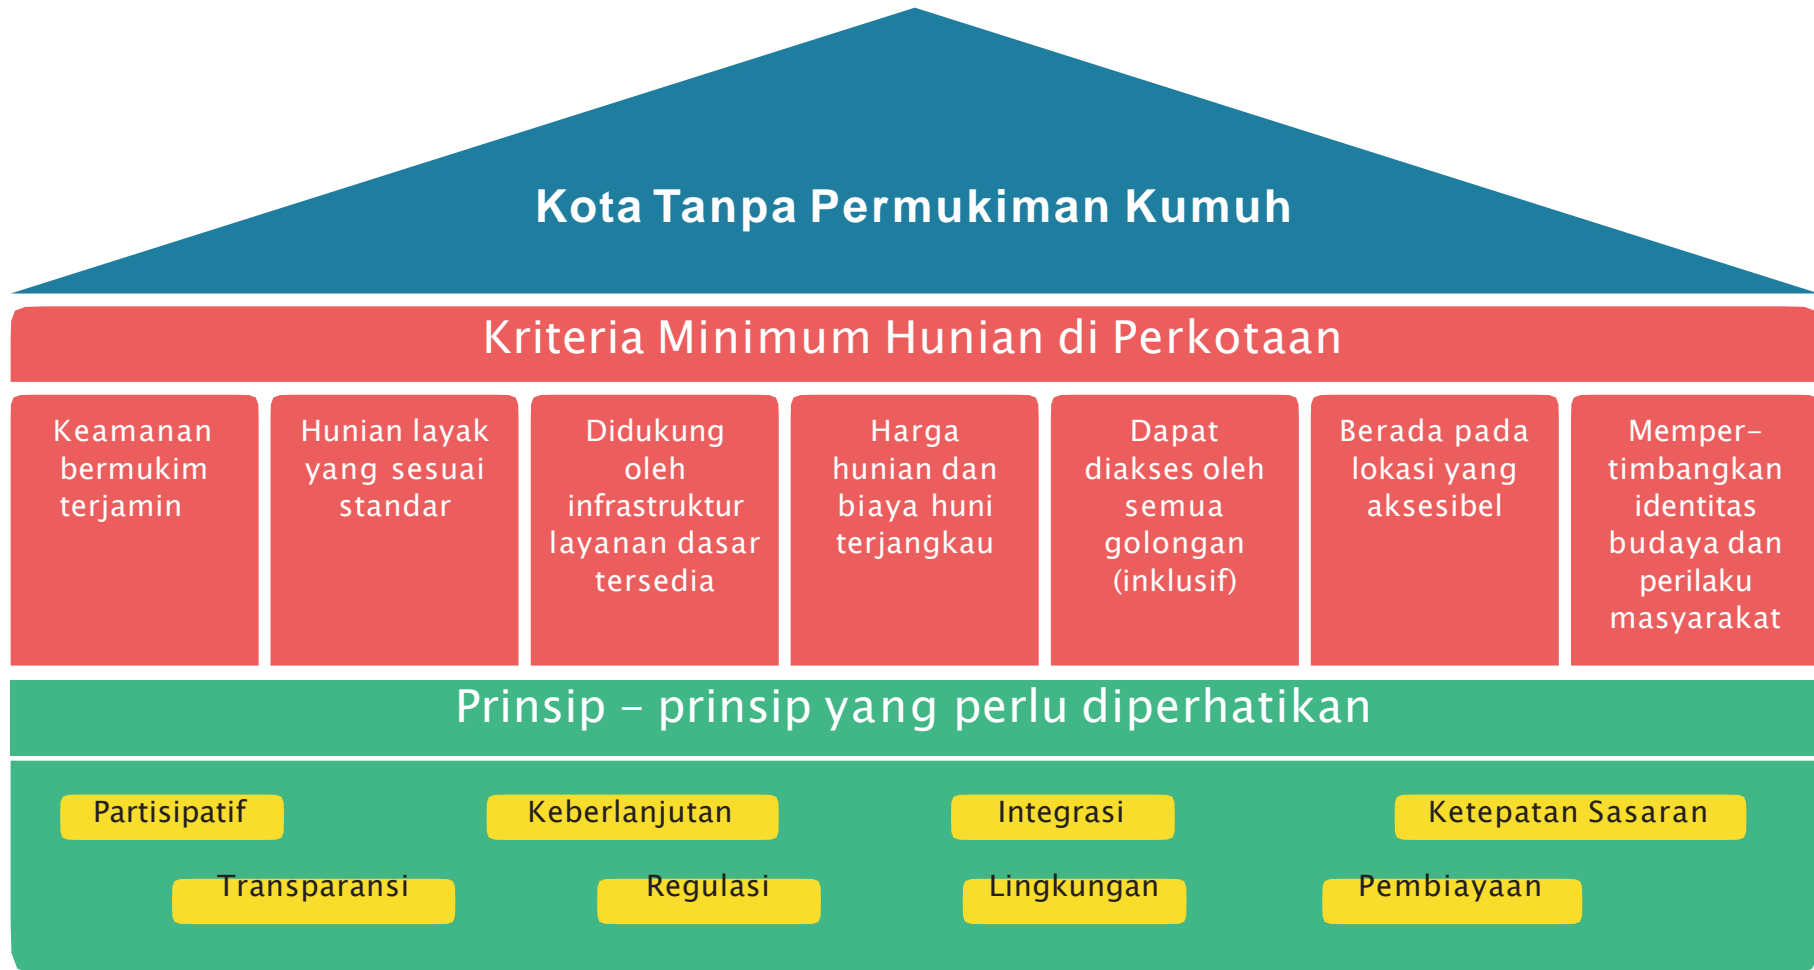 Kota Tanpa Permukiman Kumuh
Kriteria Minimum Hunian di Perkotaan
Keamanan
bermukim
terjamin
Hunian layak
yang sesuai
standar
Didukung
oleh
infrastruktur
layanan dasar
tersedia
Harga
hunian dan
biaya huni
terjangkau
Dapat
diakses oleh
semua
golongan
(inklusif)
Berada pada
lokasi yang
aksesibel
Memper–
timbangkan
identitas
budaya dan
perilaku
masyarakat
Prinsip – prinsip yang perlu diperhatikan
Partisipatif
Keberlanjutan
Integrasi
Ketepatan Sasaran
Transparansi
Regulasi
Lingkungan
Pembiayaan